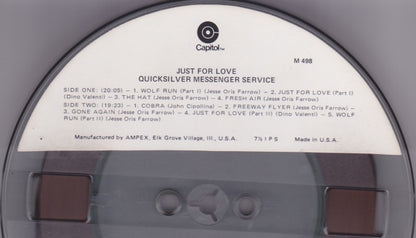 Capitol™
M 498
JUST FOR LOVE
QUICKSILVER MESSENGER SERVICE
SIDE ONE: (20:05) - 1. WOLF RUN (Part I) (Jesse Oris Farrow) - 2. JUST FOR LOVE (Part I)
(Dino Valenti) - 3. THE HAT (Jesse Oris Farrow) - 4. FRESH AIR (Jesse Oris Farrow)
SIDE TWO: (19:23) - 1. COBRA (John Cipollina) - 2. FREEWAY FLYER (Jesse Oris Farrow)
- 3. GONE AGAIN (Jesse Oris Farrow) - 4. JUST FOR LOVE (Part II) (Dino Valenti) - 5. WOLF
RUN (Part II) (Jesse Oris Farrow)
Manufactured by AMPEX, Elk Grove Village, Ill., U.S.A. 7½ I P S Made in U.S.A.